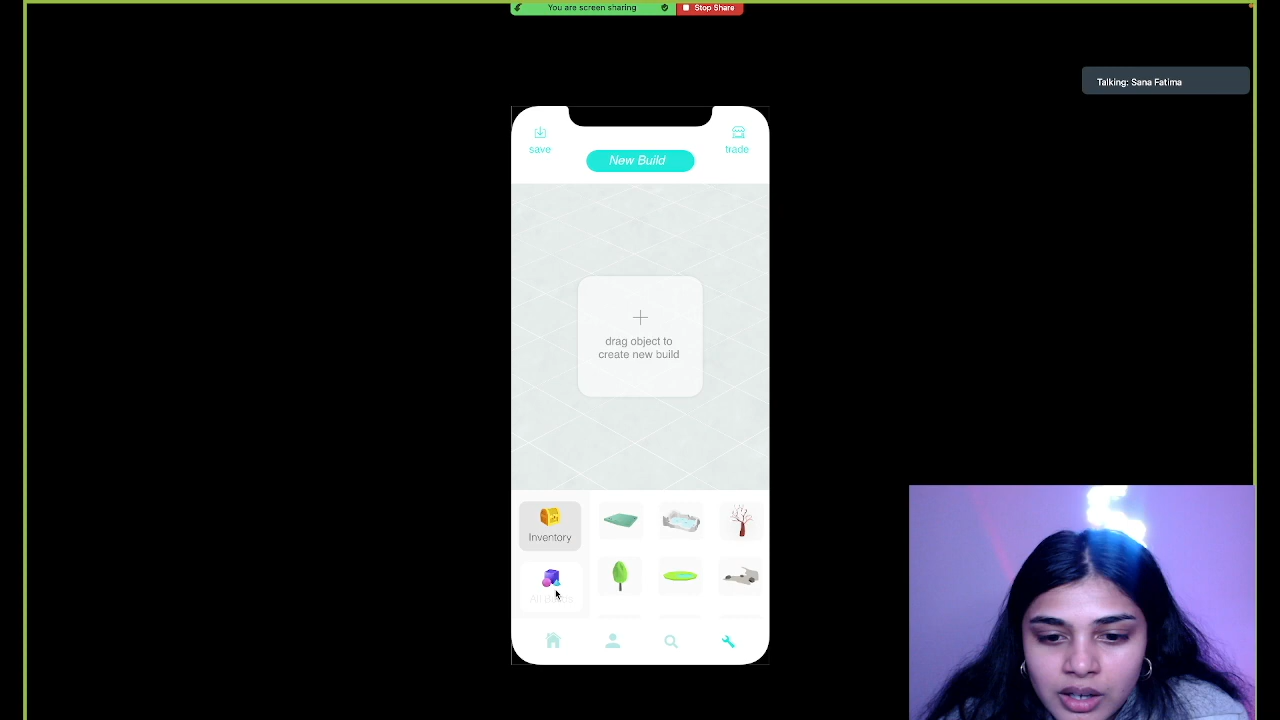 You are screen sharing
Stop Share
Talking: Sana Fatima
save
New Build
trade
drag object to
create new build
Inventory
All